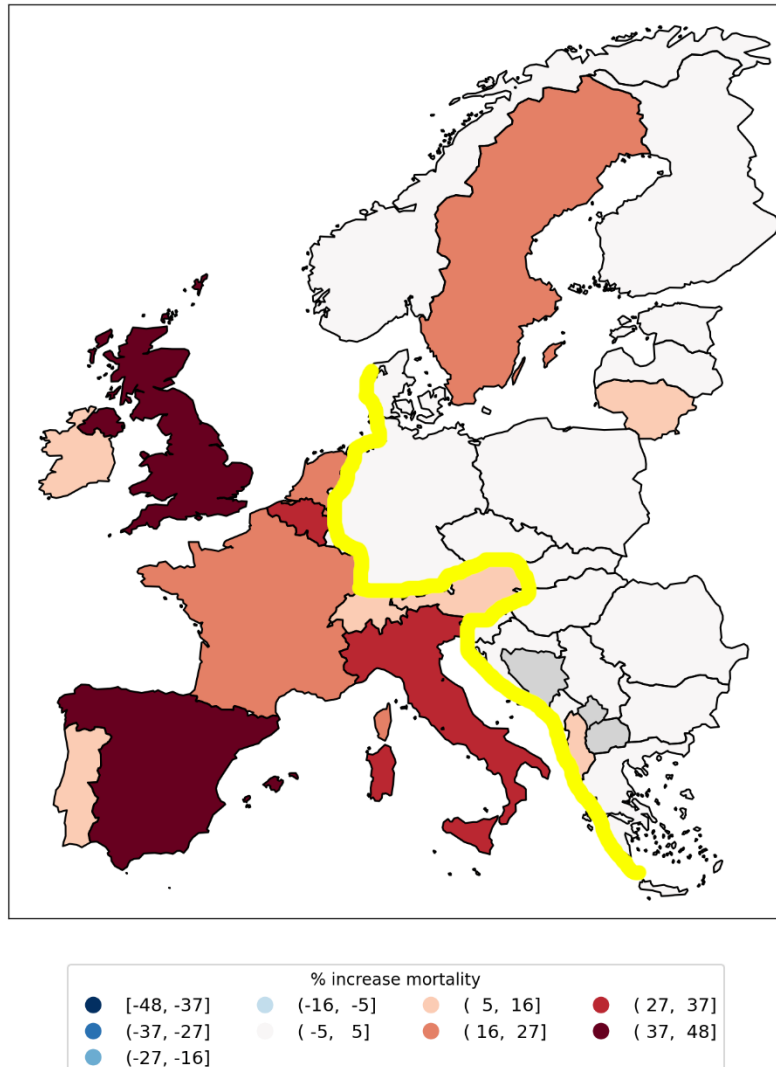 % increase mortality
[-48, -37] (-16, -5] ( 5, 16] ( 27, 37]
(-37, -27] ( -5, 5] ( 16, 27] ( 37, 48]
(-27, -16]